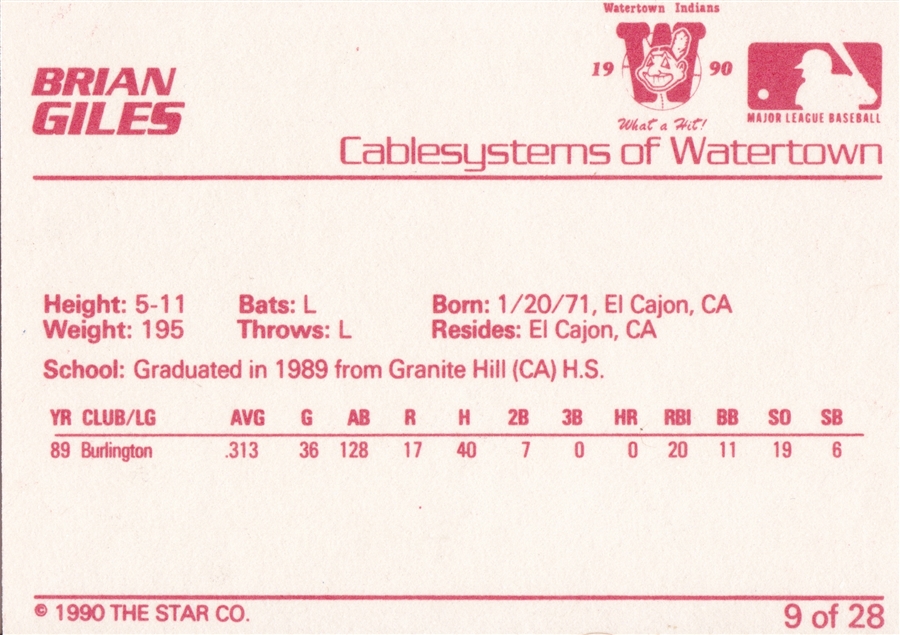 Watertown Indians
W
19 90
What a Hit!
MAJOR LEAGUE BASEBALL
BRIAN
GILES
Cablesystems of Watertown
Height: 5-11 Bats: L Born: 1/20/71, El Cajon, CA
Weight: 195 Throws: L Resides: El Cajon, CA
School: Graduated in 1989 from Granite Hill (CA) H.S.
YR CLUB/LG AVG G AB R H 2B 3B HR RBI BB SO SB
89 Burlington .313 36 128 17 40 7 0 0 20 11 19 6
© 1990 THE STAR CO. 9 of 28